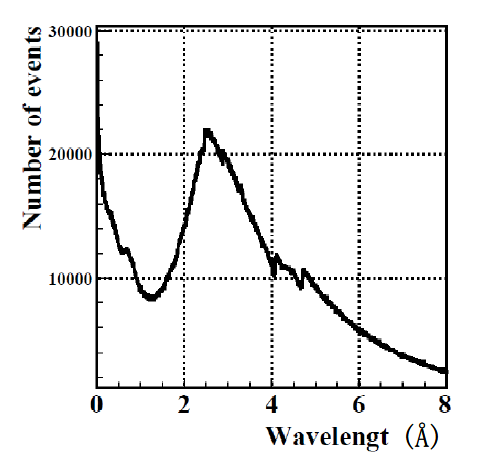 Number of events
30000
20000
10000
0 2 4 6 8
Wavelengt (Å)